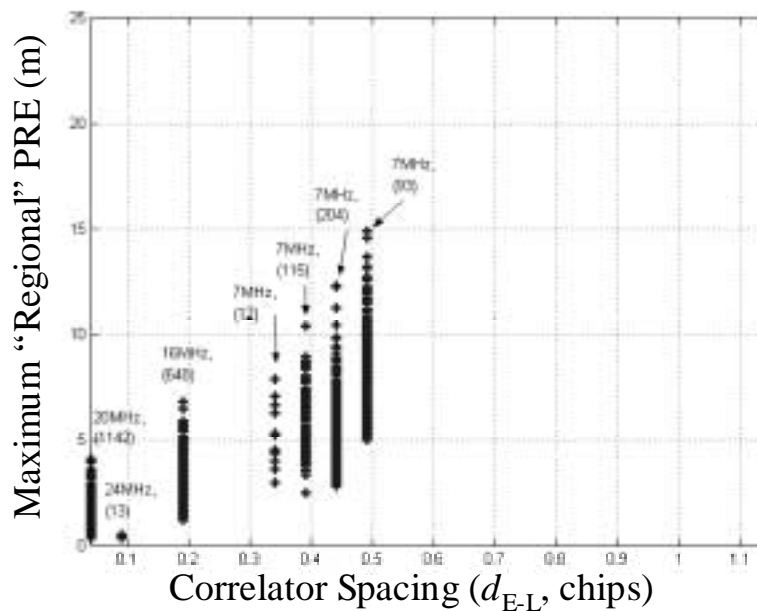 Maximum “Regional” PRE (m)
25
20
15
10
5
0
7MHz,
(93)
7MHz,
(204)
7MHz,
(115)
7MHz,
(12)
16MHz,
(640)
20MHz,
(1142)
24MHz,
(13)
0.1 0.2 0.3 0.4 0.5 0.6 0.7 0.8 0.9 1 1.1
Correlator Spacing (dE-L, chips)